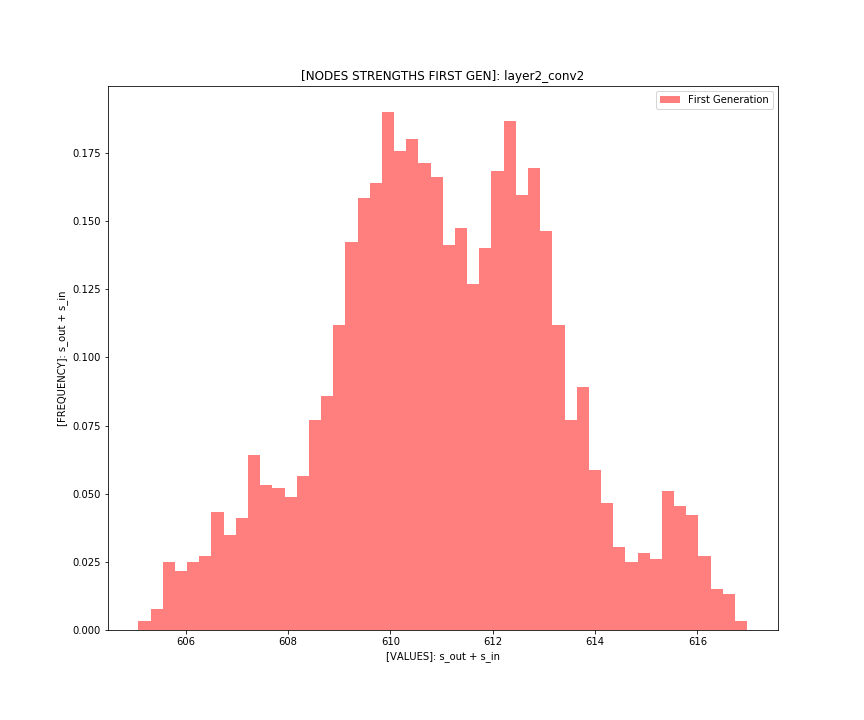 [NODES STRENGTHS FIRST GEN]: layer2_conv2
First Generation
[FREQUENCY]: s_out + s_in
0.175
0.150
0.125
0.100
0.075
0.050
0.025
0.000
606 608 610 612 614 616
[VALUES]: s_out + s_in